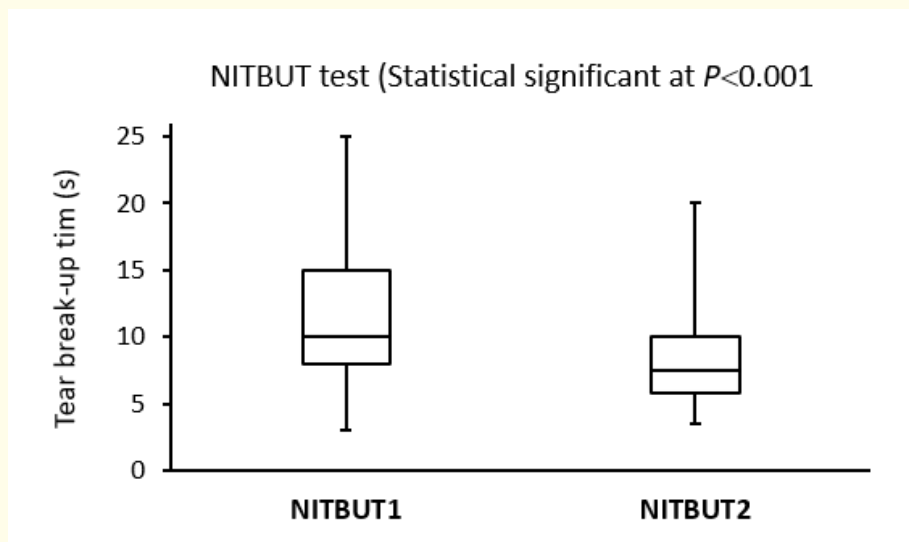 NITBUT test (Statistical significant at P<0.001
Tear break-up tim (s)
25
20
15
10
5
0
NITBUT1 NITBUT2